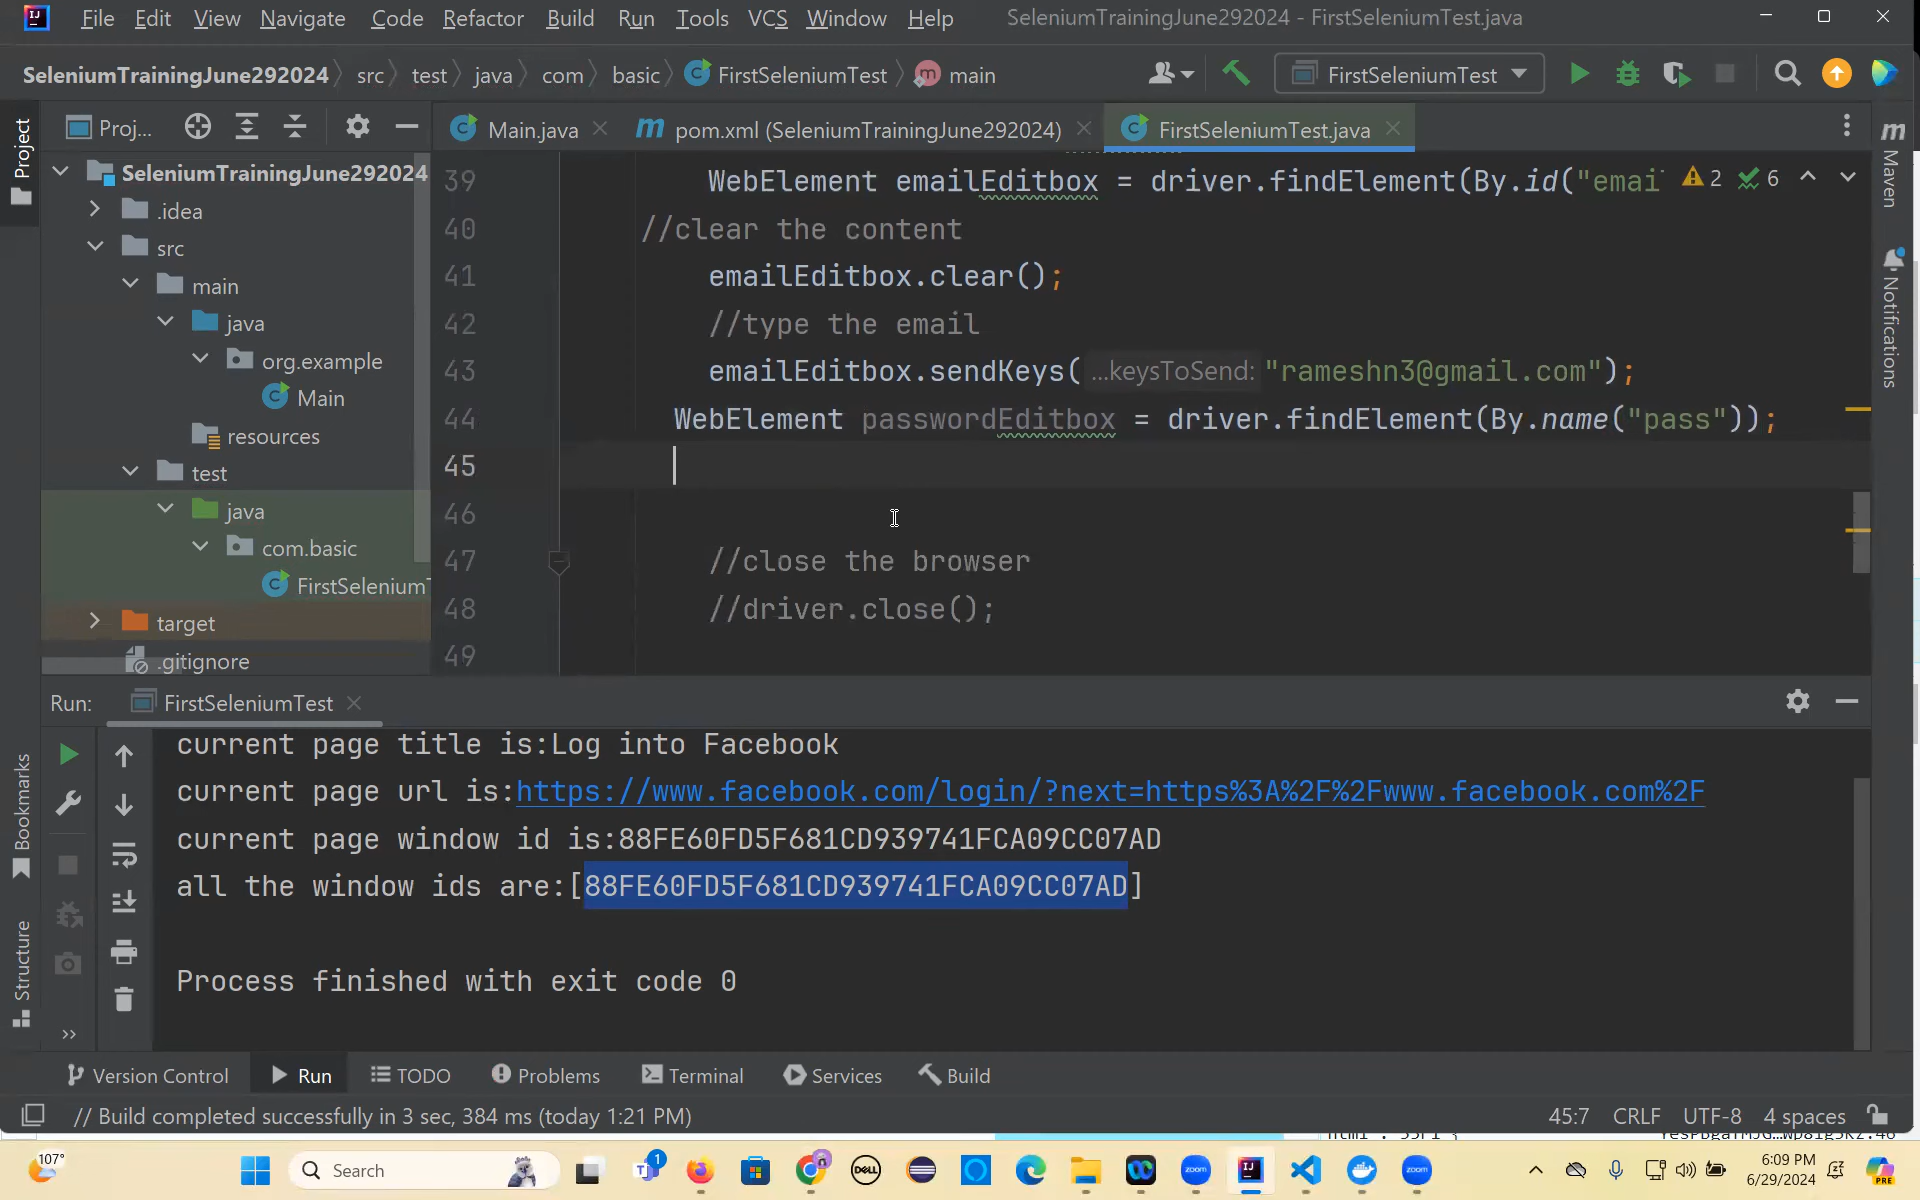 File Edit View Navigate Code Refactor Build Run Tools VCS Window Help SeleniumTrainingJune292024 - FirstSeleniumTest.java
SeleniumTrainingJune292024 src test java com basic FirstSeleniumTest main FirstSeleniumTest
Project
Proj...
Main.java pom.xml (SeleniumTrainingJune292024) FirstSeleniumTest.java
SeleniumTrainingJune292024
.idea
src
main
java
org.example
Main
resources
test
java
com.basic
FirstSeleniumT
target
.gitignore
39 WebElement emailEditbox = driver.findElement(By.id("emai 2 6
40 //clear the content
41 emailEditbox.clear();
42 //type the email
43 emailEditbox.sendKeys( ...keysToSend: "rameshn3@gmail.com");
44 WebElement passwordEditbox = driver.findElement(By.name("pass"));
45
46
47 //close the browser
48 //driver.close();
49
Maven
Notifications
Run: FirstSeleniumTest
current page title is:Log into Facebook
current page url is:https://www.facebook.com/login/?next=https%3A%2F%2Fwww.facebook.com%2F
current page window id is:88FE60FD5F681CD939741FCA09CC07AD
all the window ids are:[88FE60FD5F681CD939741FCA09CC07AD]
Process finished with exit code 0
Bookmarks
Structure
Version Control Run TODO Problems Terminal Services Build
// Build completed successfully in 3 sec, 384 ms (today 1:21 PM) 45:7 CRLF UTF-8 4 spaces
107°
Search
1
DELL
zoom
zoom
6:09 PM
6/29/2024
PRE